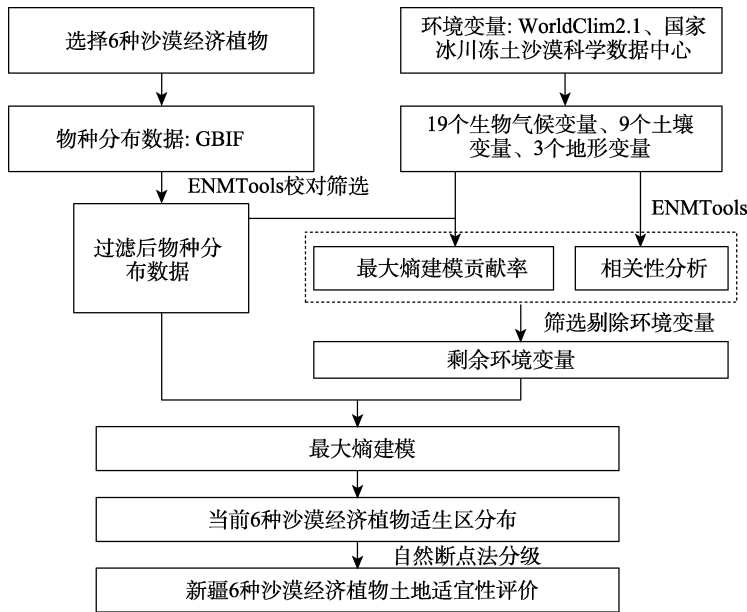 选择6种沙漠经济植物
环境变量: WorldClim2.1、国家
冰川冻土沙漠科学数据中心
物种分布数据: GBIF
19个生物气候变量、9个土壤
变量、3个地形变量
ENMTools校对筛选
ENMTools
过滤后物种分
布数据
最大熵建模贡献率
相关性分析
筛选剔除环境变量
剩余环境变量
最大熵建模
当前6种沙漠经济植物适生区分布
自然断点法分级
新疆6种沙漠经济植物土地适宜性评价